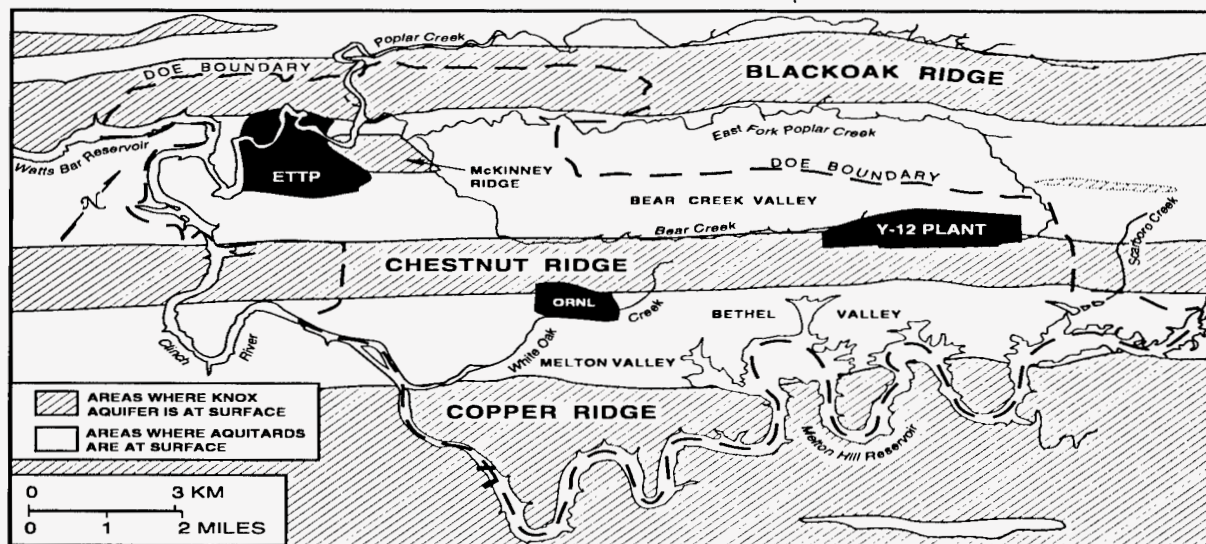 Poplar Creek
DOE BOUNDARY
BLACKOAK RIDGE
East Fork Poplar Creek
Watts Bar Reservoir
ETTP
McKINNEY
RIDGE
DOE BOUNDARY
N
BEAR CREEK VALLEY
Bear Creek
Y-12 PLANT
Scarboro Creek
CHESTNUT RIDGE
ORNL
White Oak Creek
BETHEL VALLEY
Clinch River
MELTON VALLEY
COPPER RIDGE
Melton Hill Reservoir
AREAS WHERE KNOX
AQUIFER IS AT SURFACE
AREAS WHERE AQUITARDS
ARE AT SURFACE
0 3 KM
0 1 2 MILES